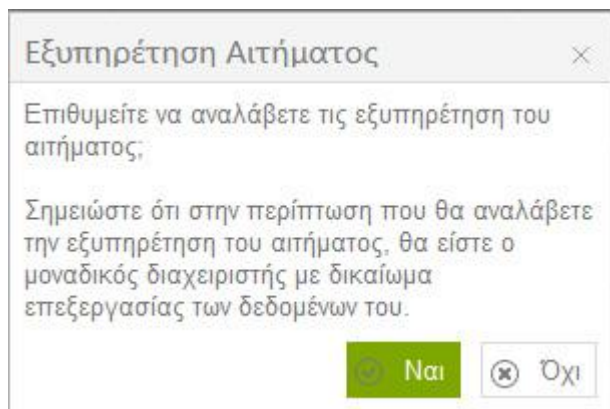 Εξυπηρέτηση Αιτήματος
Επιθυμείτε να αναλάβετε τις εξυπηρέτηση του
αιτήματος;
Σημειώστε ότι στην περίπτωση που θα αναλάβετε
την εξυπηρέτηση του αιτήματος, θα είστε ο
μοναδικός διαχειριστής με δικαίωμα
επεξεργασίας των δεδομένων του.
Ναι Όχι